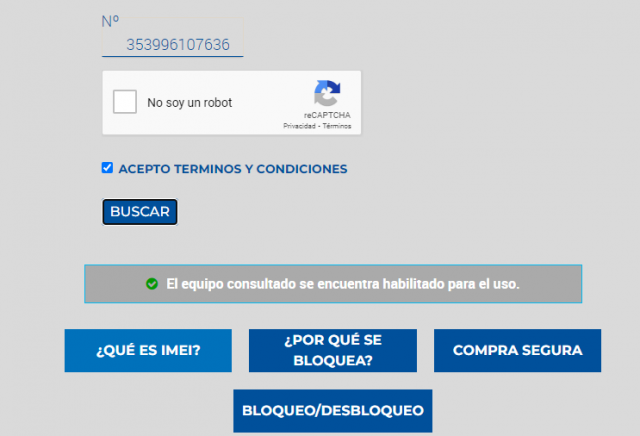 Nº
353996107636
No soy un robot
reCAPTCHA
Privacidad - Términos
ACEPTO TERMINOS Y CONDICIONES
BUSCAR
El equipo consultado se encuentra habilitado para el uso.
¿QUÉ ES IMEI?
¿POR QUÉ SE
BLOQUEA?
COMPRA SEGURA
BLOQUEO/DESBLOQUEO